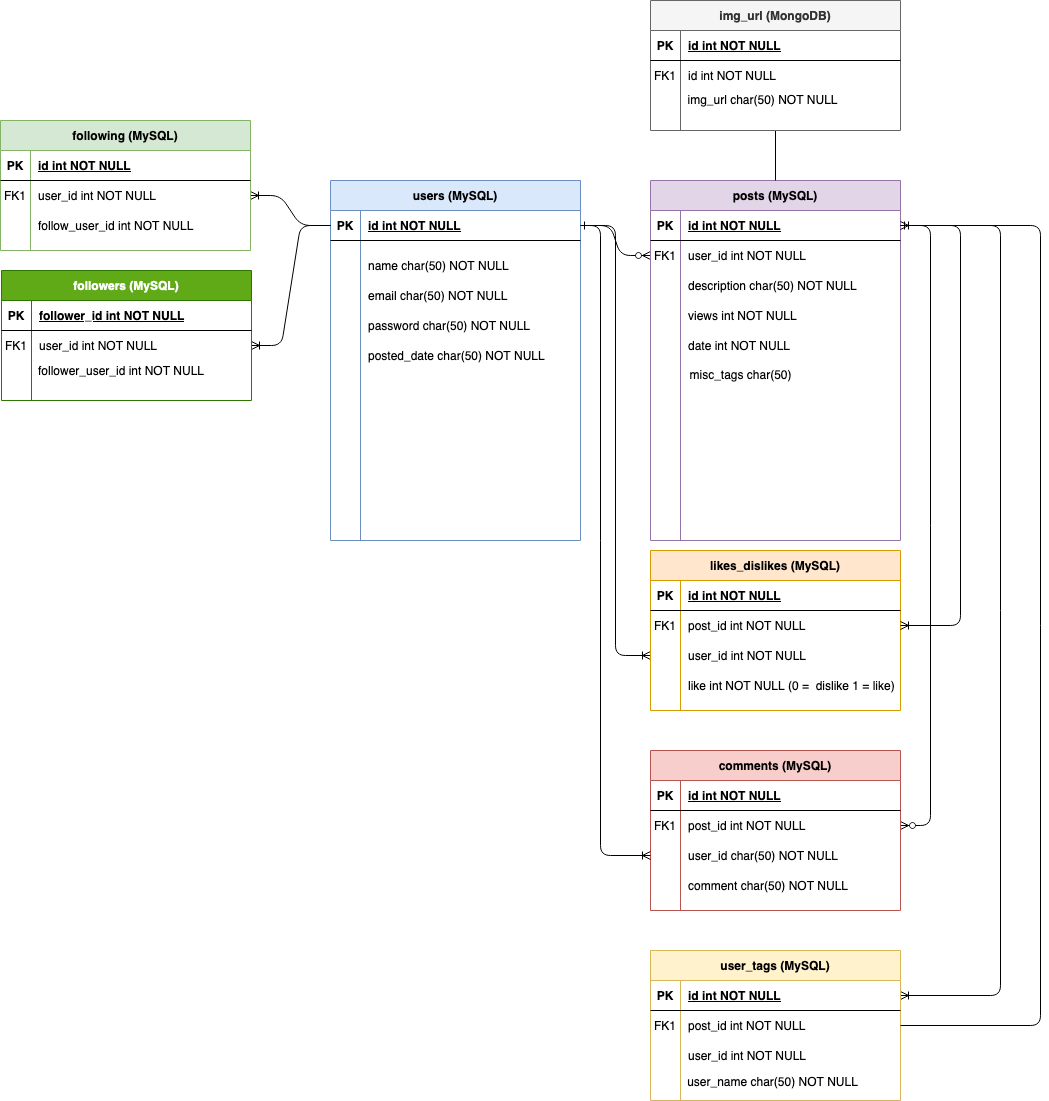 img_url (MongoDB)
PK id int NOT NULL
FK1 id int NOT NULL
img_url char(50) NOT NULL
following (MySQL)
PK id int NOT NULL
FK1 user_id int NOT NULL
follow_user_id int NOT NULL
followers (MySQL)
PK follower_id int NOT NULL
FK1 user_id int NOT NULL
follower_user_id int NOT NULL
users (MySQL)
PK id int NOT NULL
name char(50) NOT NULL
email char(50) NOT NULL
password char(50) NOT NULL
posted_date char(50) NOT NULL
posts (MySQL)
PK id int NOT NULL
FK1 user_id int NOT NULL
description char(50) NOT NULL
views int NOT NULL
date int NOT NULL
misc_tags char(50)
likes_dislikes (MySQL)
PK id int NOT NULL
FK1 post_id int NOT NULL
user_id int NOT NULL
like int NOT NULL (0 = dislike 1 = like)
comments (MySQL)
PK id int NOT NULL
FK1 post_id int NOT NULL
user_id char(50) NOT NULL
comment char(50) NOT NULL
user_tags (MySQL)
PK id int NOT NULL
FK1 post_id int NOT NULL
user_id int NOT NULL
user_name char(50) NOT NULL